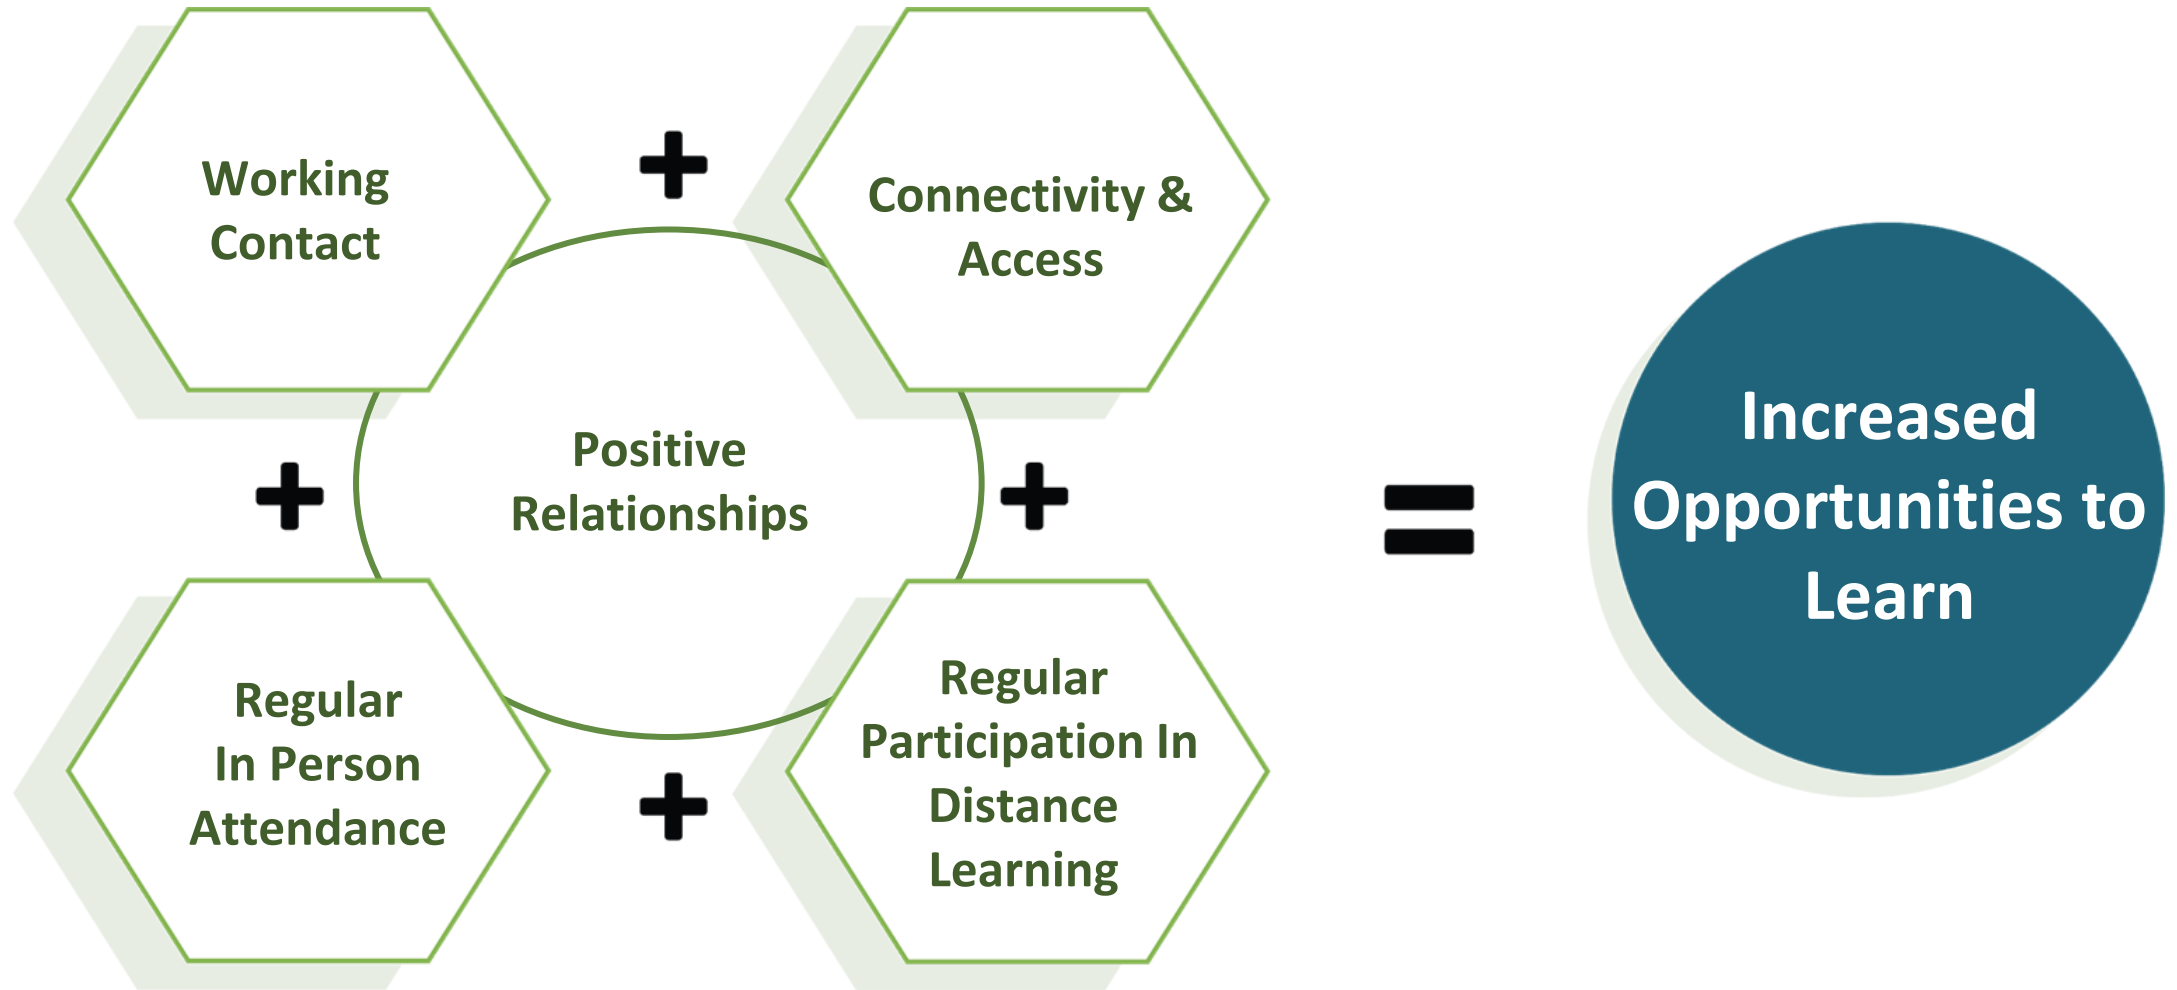 Working
Contact
+
Connectivity &
Access
+
Positive
Relationships
+
=
Increased
Opportunities to
Learn
Regular
In Person
Attendance
+
Regular
Participation In
Distance
Learning